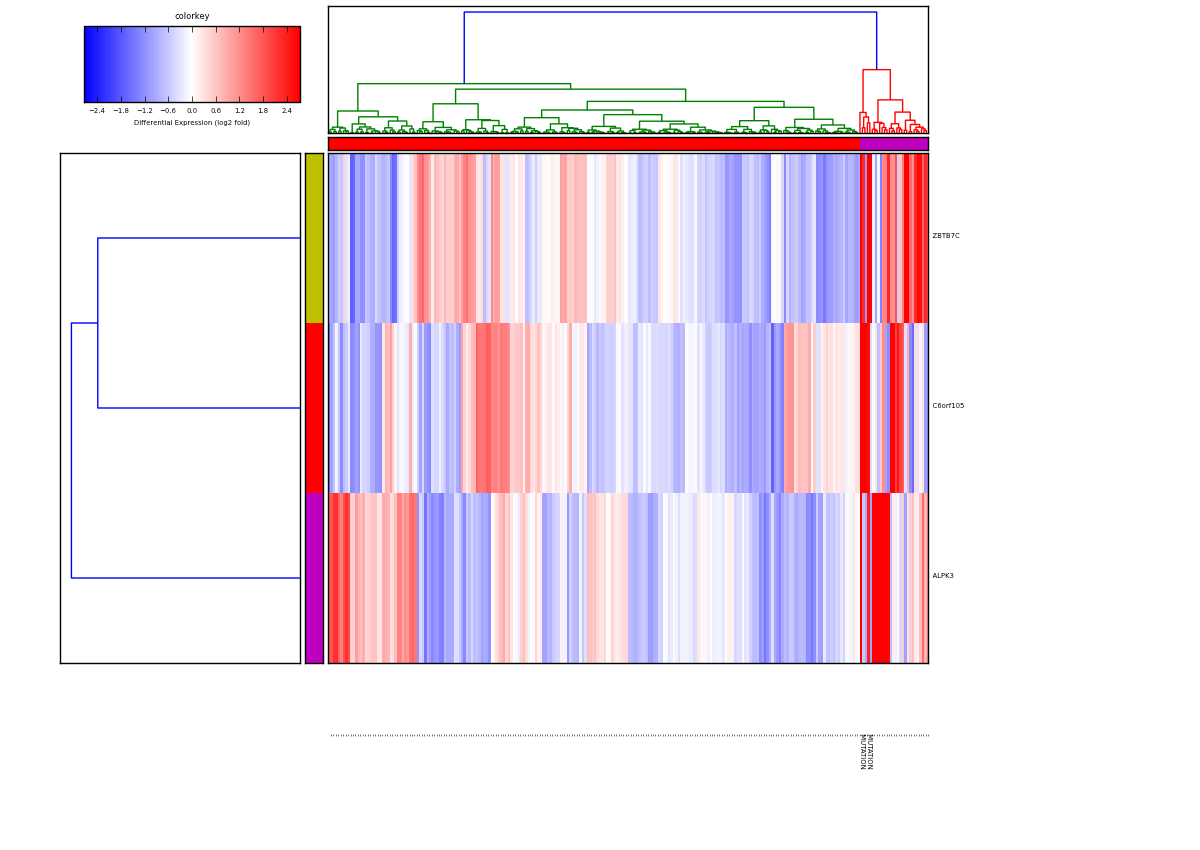 colorkey
−2.4 −1.8 −1.2 −0.6 0.0 0.6 1.2 1.8 2.4
Differential Expression (log2 fold)
ZBTB7C
C6orf105
ALPK3
MUTATION
MUTATION